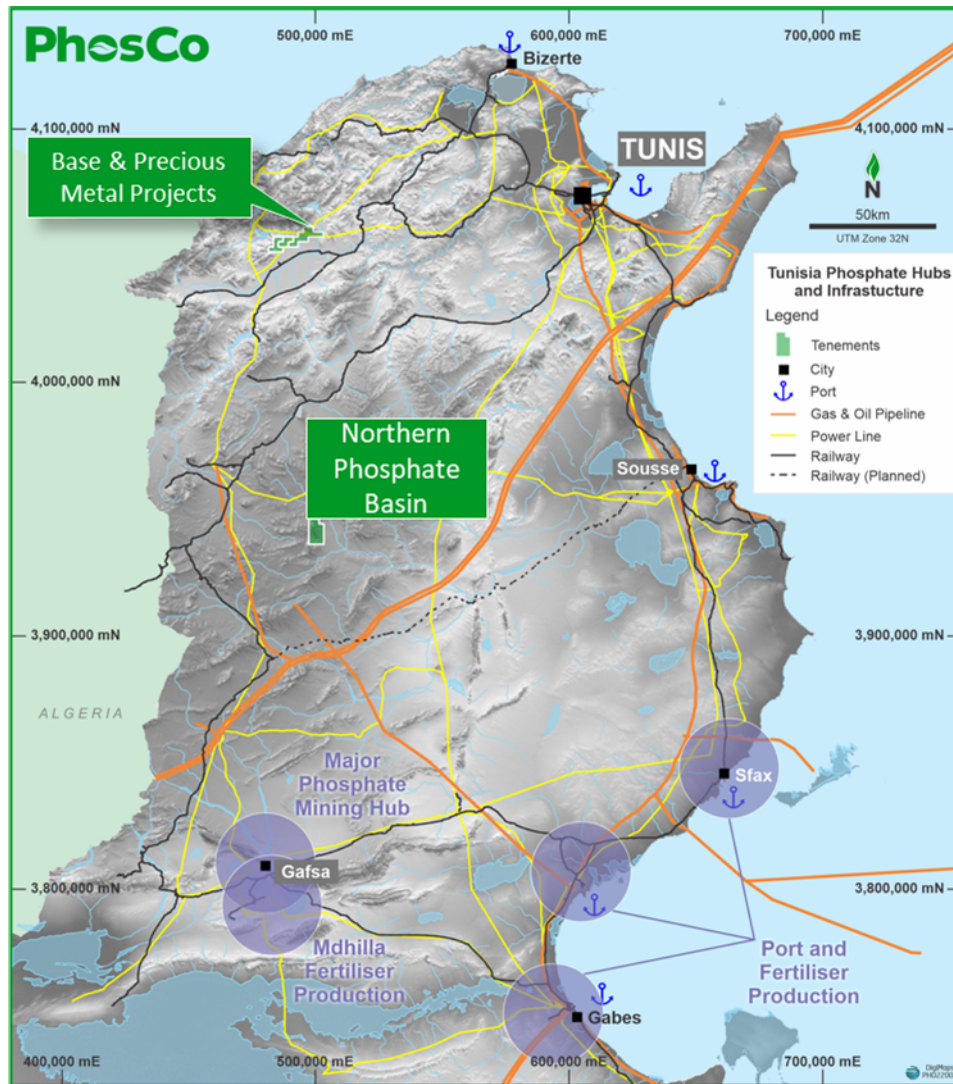 PhosCo
500,000 mE
600,000 mE
700,000 mE
Bizerte
4,100,000 mN
4,100,000 mN
Base & Precious
Metal Projects
TUNIS
N
50km
UTM Zone 32N
Tunisia Phosphate Hubs
and Infrastucture
Legend
Tenements
City
Port
Gas & Oil Pipeline
Power Line
Railway
Railway (Planned)
4,000,000 mN
Northern
Phosphate
Basin
Sousse
3,900,000 mN
3,900,000 mN
ALGERIA
Major
Phosphate
Mining Hub
Sfax
Gafsa
3,800,000 mN
3,800,000 mN
Mdhilla
Fertiliser
Production
Port and
Fertiliser
Production
Gabes
400,000 mE
500,000 mE
600,000 mE
700,000 mE
DigiMaps